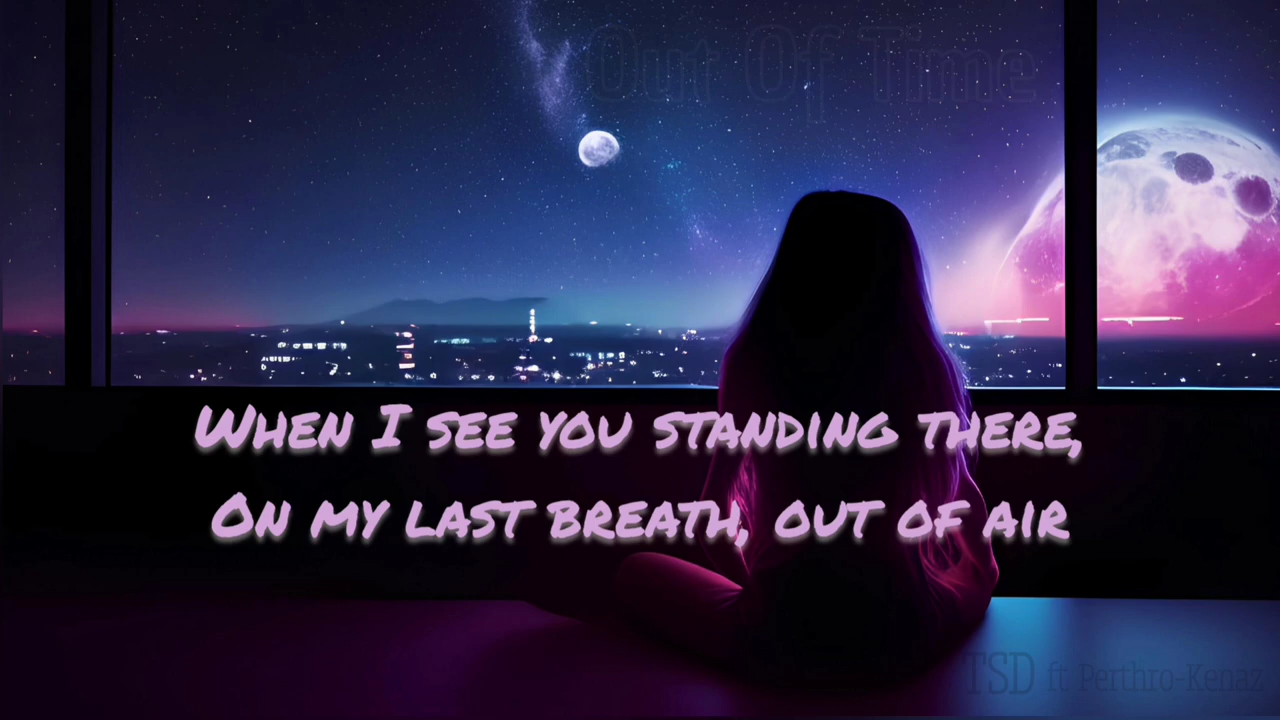 Out Of Time
When I see you standing there,
On my last breath, out of air
TSD ft Perthro-Kenaz